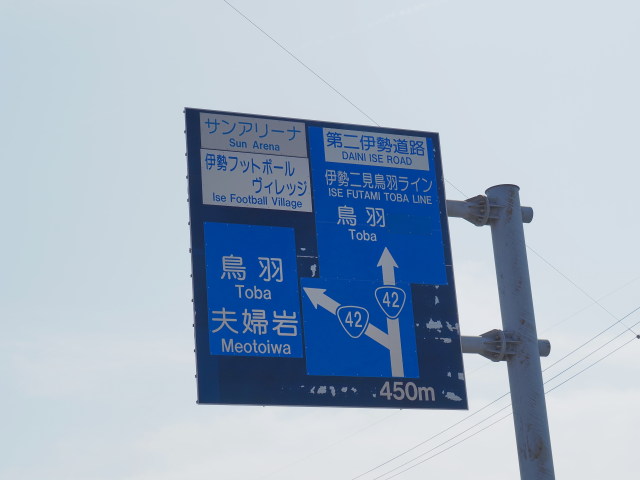 サンアリーナ
Sun Arena
伊勢フットボール
ヴィレッジ
Ise Football Village
第二伊勢道路
DAINI ISE ROAD
伊勢二見鳥羽ライン
ISE FUTAMI TOBA LINE
鳥羽
Toba
鳥羽
Toba
夫婦岩
Meotoiwa
42
42
450m